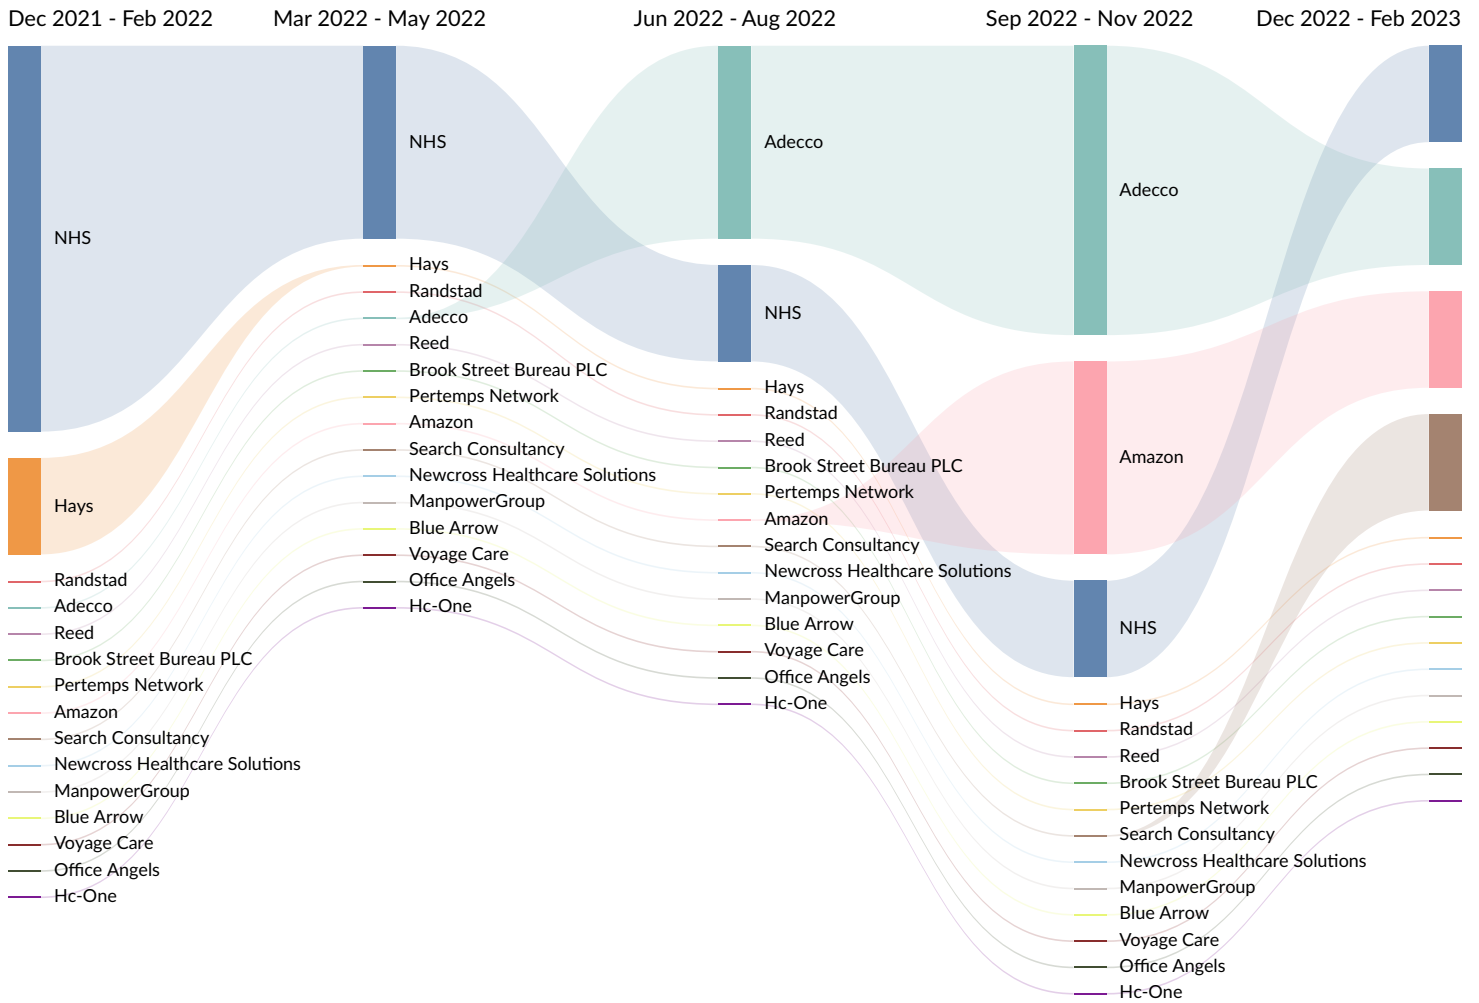 Dec 2021 - Feb 2022
Mar 2022 - May 2022
Jun 2022 - Aug 2022
Sep 2022 - Nov 2022
Dec 2022 - Feb 2023
NHS
Hays
Randstad
Adecco
Reed
Brook Street Bureau PLC
Pertemps Network
Amazon
Search Consultancy
Newcross Healthcare Solutions
ManpowerGroup
Blue Arrow
Voyage Care
Office Angels
Hc-One
NHS
Hays
Randstad
Adecco
Reed
Brook Street Bureau PLC
Pertemps Network
Amazon
Search Consultancy
Newcross Healthcare Solutions
ManpowerGroup
Blue Arrow
Voyage Care
Office Angels
Hc-One
Adecco
NHS
Hays
Randstad
Reed
Brook Street Bureau PLC
Pertemps Network
Amazon
Search Consultancy
Newcross Healthcare Solutions
ManpowerGroup
Blue Arrow
Voyage Care
Office Angels
Hc-One
Adecco
Amazon
NHS
Hays
Randstad
Reed
Brook Street Bureau PLC
Pertemps Network
Search Consultancy
Newcross Healthcare Solutions
ManpowerGroup
Blue Arrow
Voyage Care
Office Angels
Hc-One